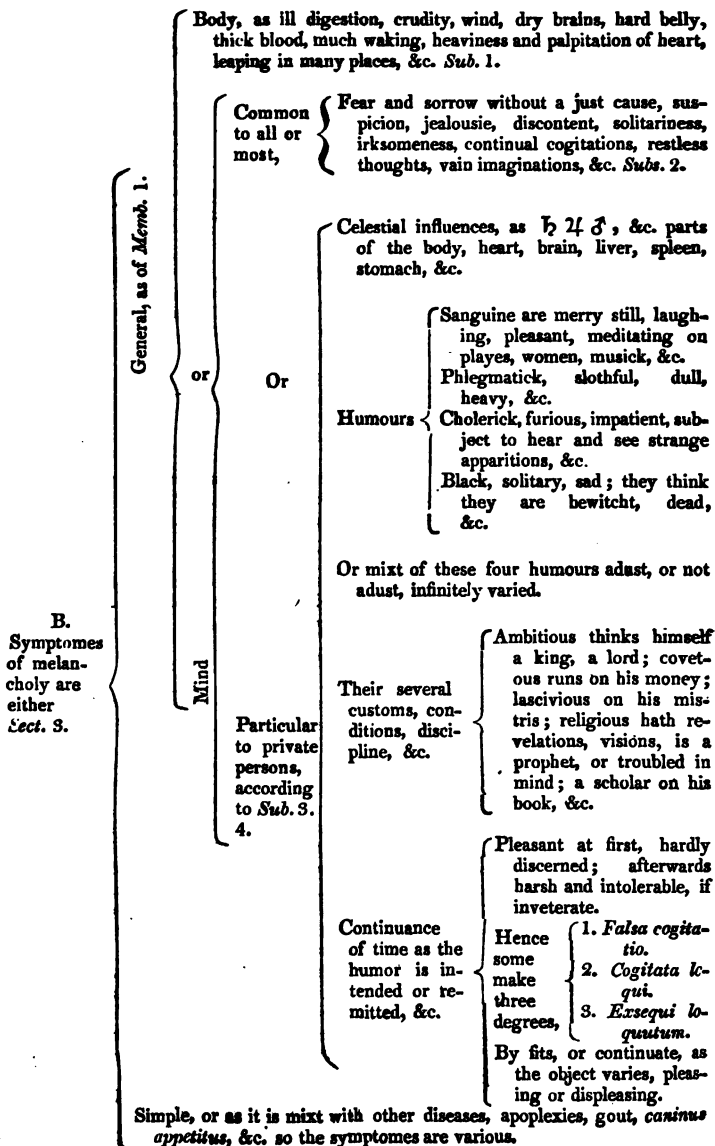 Body, as ill digestion, crudity, wind, dry brains, hard belly,
thick blood, much waking, heaviness and palpitation of heart,
leaping in many places, &c. Sub. 1.
Common
to all or
most,
Fear and sorrow without a just cause, sus-
picion, jealousie, discontent, solitariness,
irksomeness, continual cogitations, restless
thoughts, vain imaginations, &c. Subs. 2.
General, as of Memb. 1.
or
Or
Celestial influences, as ♄ ♃ ♂, &c. parts
of the body, heart, brain, liver, spleen,
stomach, &c.
Humours
Sanguine are merry still, laugh-
ing, pleasant, meditating on
playes, women, musick, &c.
Phlegmatick, slothful, dull,
heavy, &c.
Cholerick, furious, impatient, sub-
ject to hear and see strange
apparitions, &c.
Black, solitary, sad; they think
they are bewitcht, dead,
&c.
Or mixt of these four humours adust, or not
adust, infinitely varied.
B.
Symptomes
of melan-
choly are
either
Sect. 3.
Mind
Particular
to private
persons,
according
to Sub. 3.
4.
Their several
customs, con-
ditions, disci-
pline, &c.
Ambitious thinks himself
a king, a lord; covet-
ous runs on his money;
lascivious on his mis-
tris; religious hath re-
velations, visions, is a
prophet, or troubled in
mind; a scholar on his
book, &c.
Continuance
of time as the
humor is in-
tended or re-
mitted, &c.
Pleasant at first, hardly
discerned; afterwards
harsh and intolerable, if
inveterate.
Hence
some
make
three
degrees,
1. Falsa cogita-
tio.
2. Cogitata lo-
qui.
3. Exsequi lo-
quutum.
By fits, or continuate, as
the object varies, pleas-
ing or displeasing.
Simple, or as it is mixt with other diseases, apoplexies, gout, caninus
appetitus, &c. so the symptomes are various.